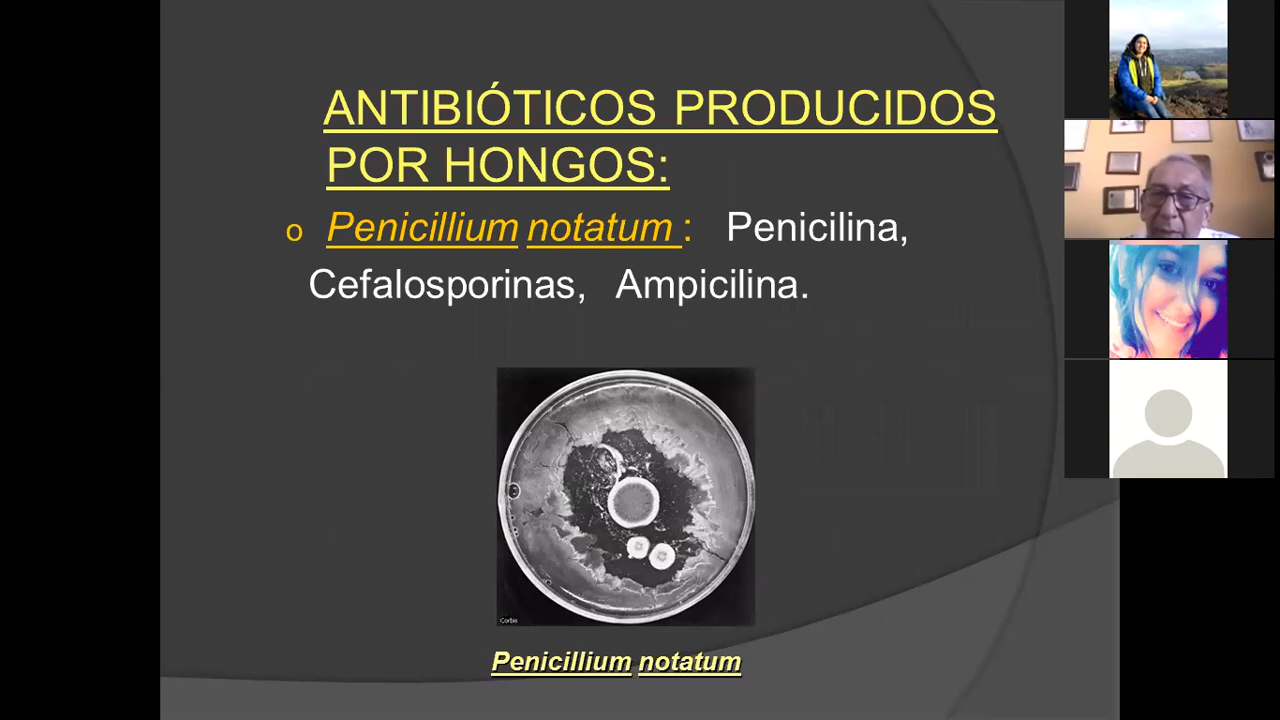 ANTIBIÓTICOS PRODUCIDOS
POR HONGOS:
o Penicillium notatum : Penicilina,
Cefalosporinas, Ampicilina.
Corbis
Penicillium notatum